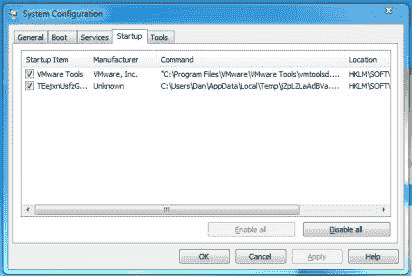 System Configuration
General Boot Services Startup Tools
Startup Item Manufacturer Command Location
VMware Tools VMware, Inc. "C:\Program Files\VMware\VMware Tools\vmtoolsd.... HKLM\SOFT
Unknown C:\Users\Dan\AppData\Local\Temp\jZpLZLaAdBVa.... HKLM\SOFT
Enable all Disable all
OK Cancel Apply Help